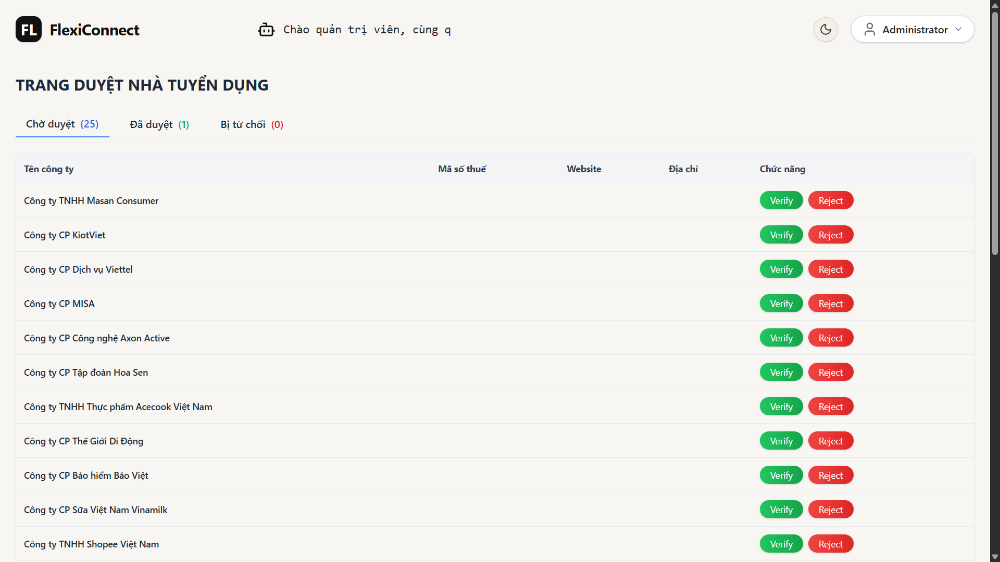 FL FlexiConnect
Chào quản trị viên, cùng q
Administrator
TRANG DUYỆT NHÀ TUYỂN DỤNG
Chờ duyệt (25) Đã duyệt (1) Bị từ chối (0)
Tên công ty Mã số thuế Website Địa chỉ Chức năng
Công ty TNHH Masan Consumer Verify Reject
Công ty CP KiotViet Verify Reject
Công ty CP Dịch vụ Viettel Verify Reject
Công ty CP MISA Verify Reject
Công ty CP Công nghệ Axon Active Verify Reject
Công ty CP Tập đoàn Hoa Sen Verify Reject
Công ty TNHH Thực phẩm Acecook Việt Nam Verify Reject
Công ty CP Thế Giới Di Động Verify Reject
Công ty CP Bảo hiểm Bảo Việt Verify Reject
Công ty CP Sữa Việt Nam Vinamilk Verify Reject
Công ty TNHH Shopee Việt Nam Verify Reject